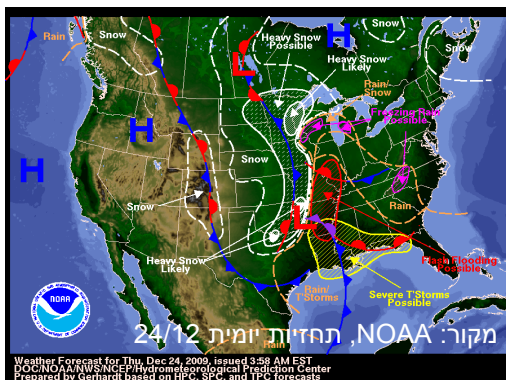 Rain
Snow
Heavy Snow
Possible
H
Snow
L
Heavy Snow
Likely
Rain/
Snow
Freezing Rain
Possible
H
H
Snow
Snow
Rain
L
Heavy Snow
Likely
Flash Flooding
Possible
Rain/
T'Storms
Severe T'Storms
Possible
NOAA
מקור: NOAA, תחזיות יומית 24/12
Rain
Weather Forecast for Thu, Dec 24, 2009, issued 3:58 AM EST
DOC/NOAA/NWS/NCEP/Hydrometeorological Prediction Center
Prepared by Gerhardt based on HPC, SPC, and TPC forecasts